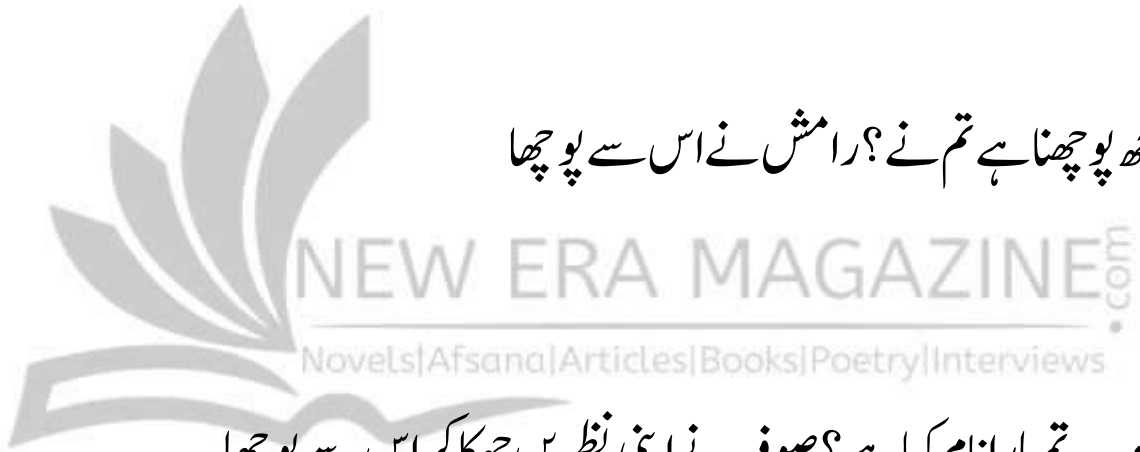 پوچھنا ہے تم نے؟ رامش نے اس سے پوچھا
NEW ERA MAGAZINE.com
Novels|Afsana|Articles|Books|Poetry|Interviews
تمہارا نام کیا ہے؟ صوفیہ نے اپنی نظریں جھکا کر اس سے پوچھا